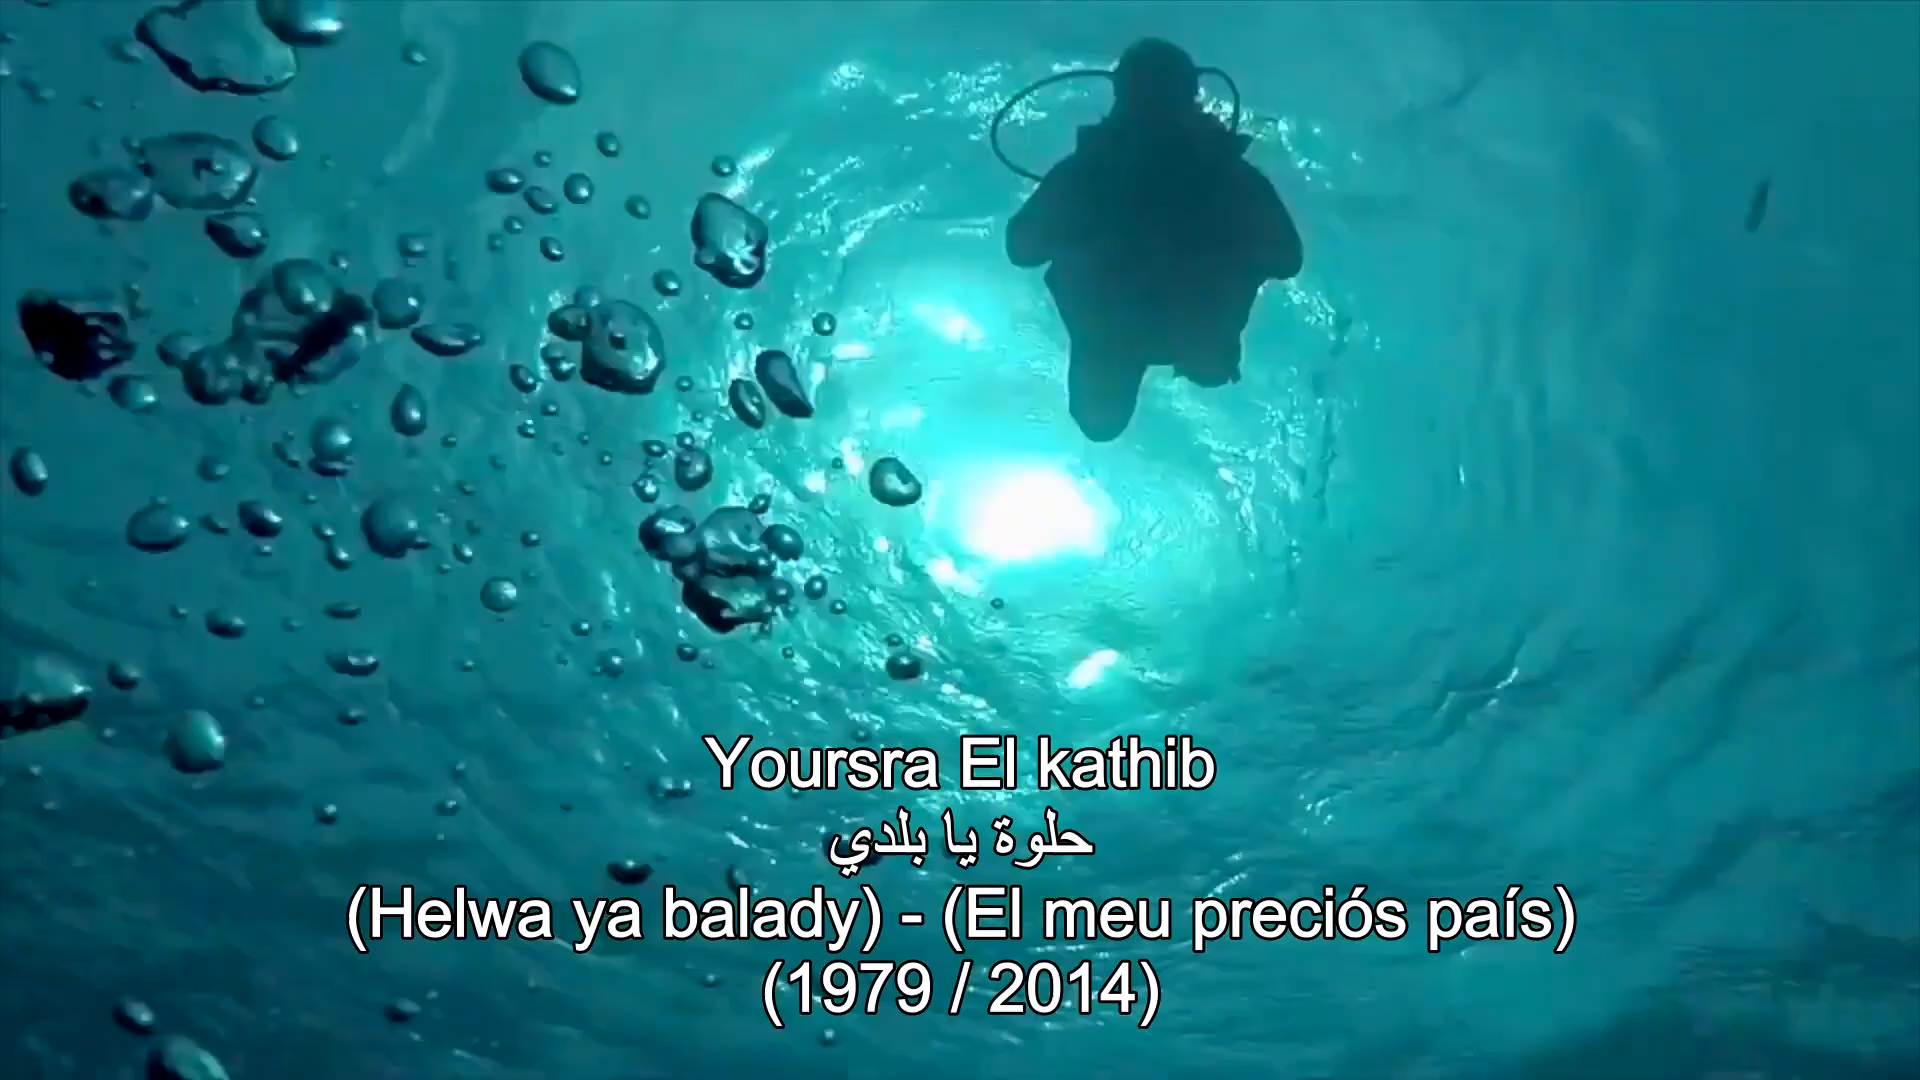 Yoursra El kathib
حلوة يا بلدي
(Helwa ya balady) - (El meu preciós país)
(1979 / 2014)